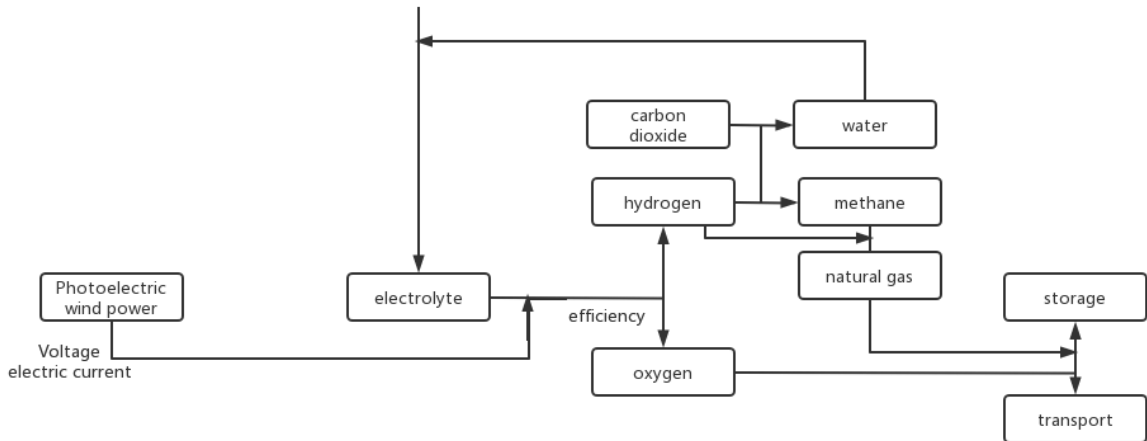 carbon
dioxide
water
hydrogen
methane
Photoelectric
wind power
electrolyte
natural gas
storage
efficiency
Voltage
electric current
oxygen
transport